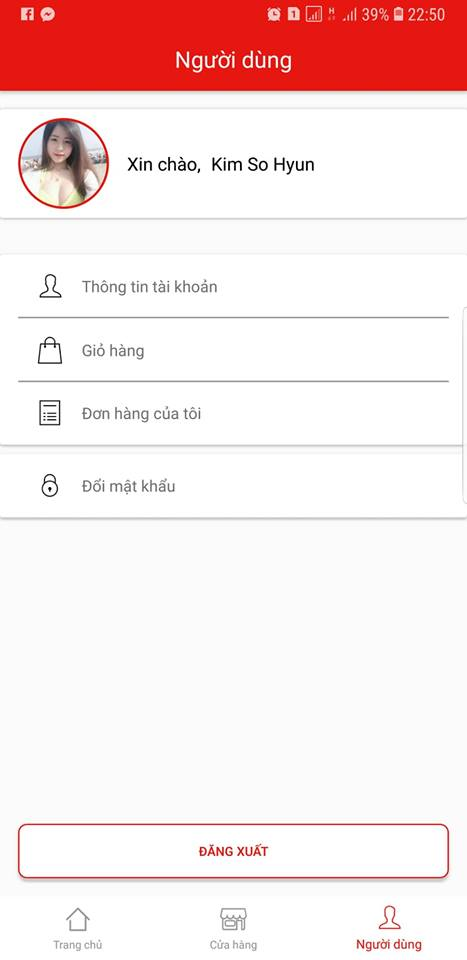 39% 22:50
Người dùng
Xin chào, Kim So Hyun
Thông tin tài khoản
Giỏ hàng
Đơn hàng của tôi
Đổi mật khẩu
ĐĂNG XUẤT
Trang chủ
Cửa hàng
Người dùng